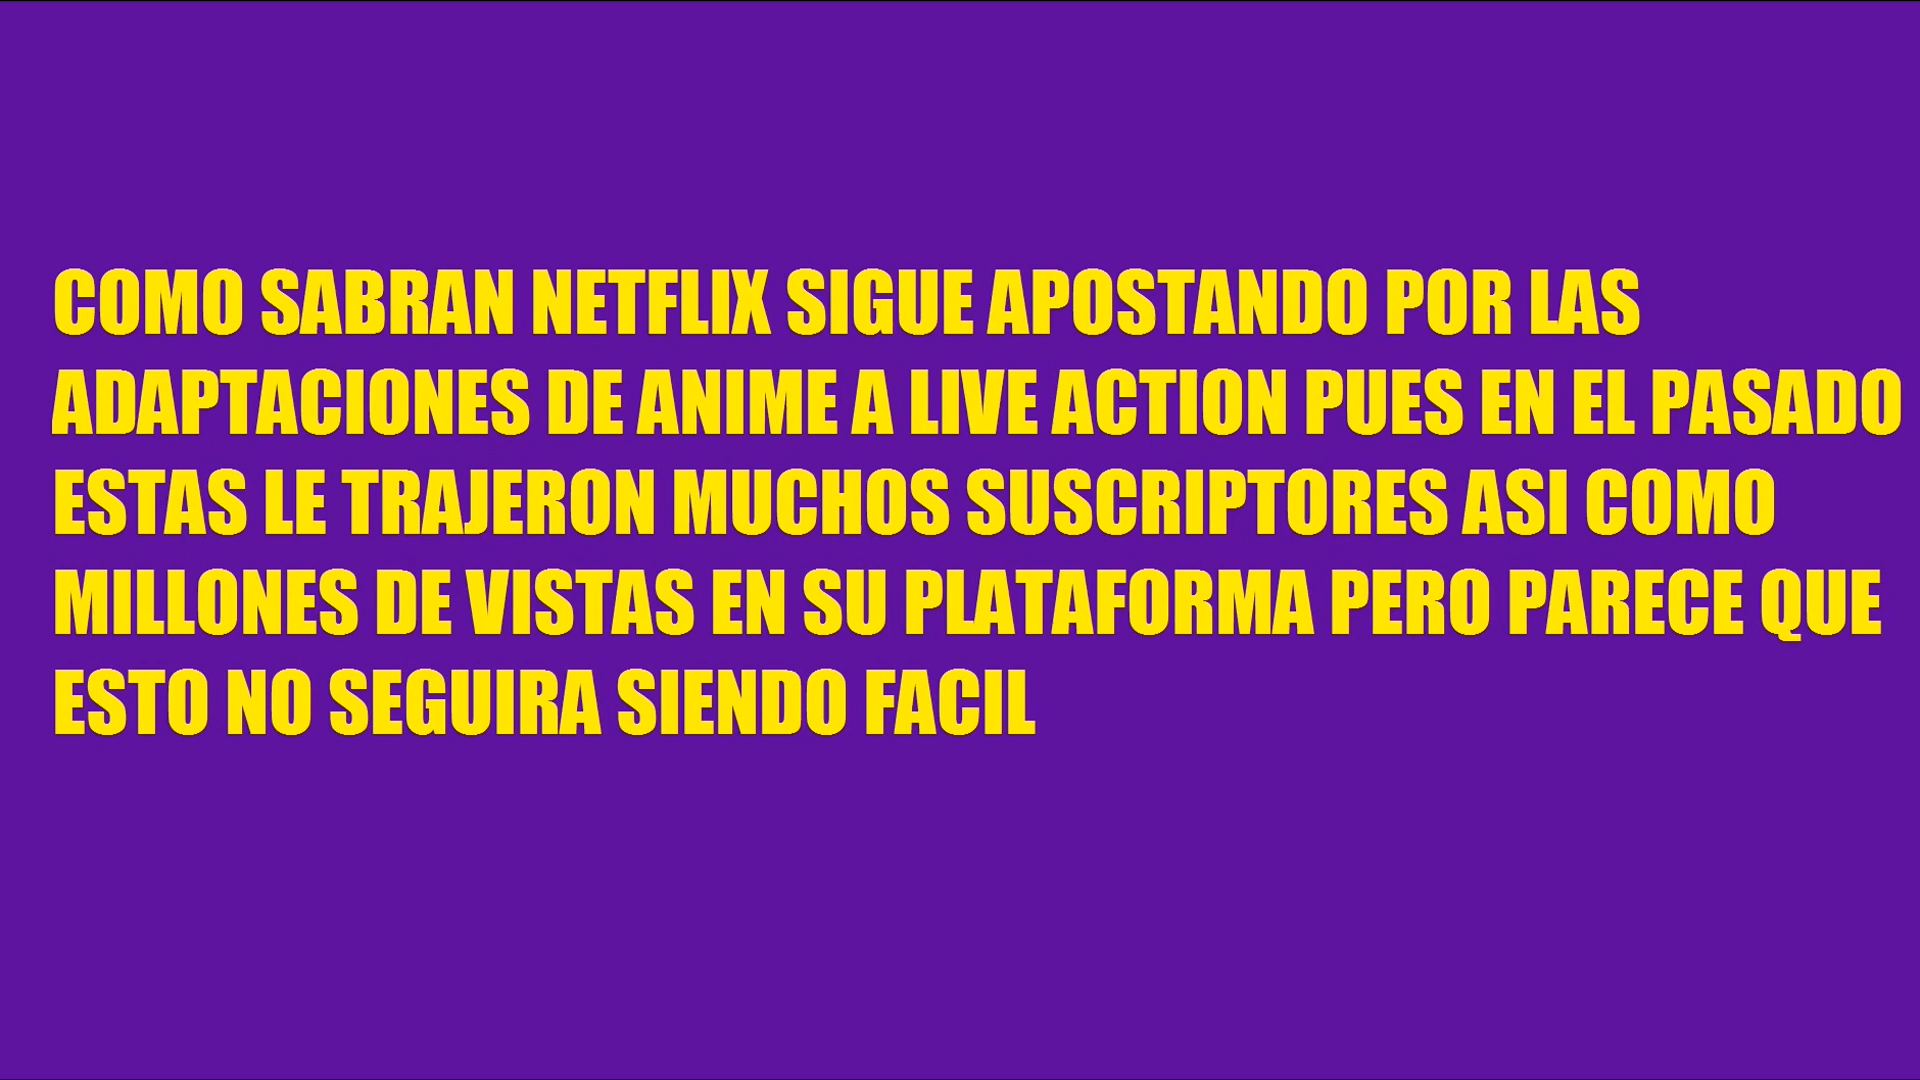 COMO SABRAN NETFLIX SIGUE APOSTANDO POR LAS
ADAPTACIONES DE ANIME A LIVE ACTION PUES EN EL PASADO
ESTAS LE TRAJERON MUCHOS SUSCRIPTORES ASI COMO
MILLONES DE VISTAS EN SU PLATAFORMA PERO PARECE QUE
ESTO NO SEGUIRA SIENDO FACIL